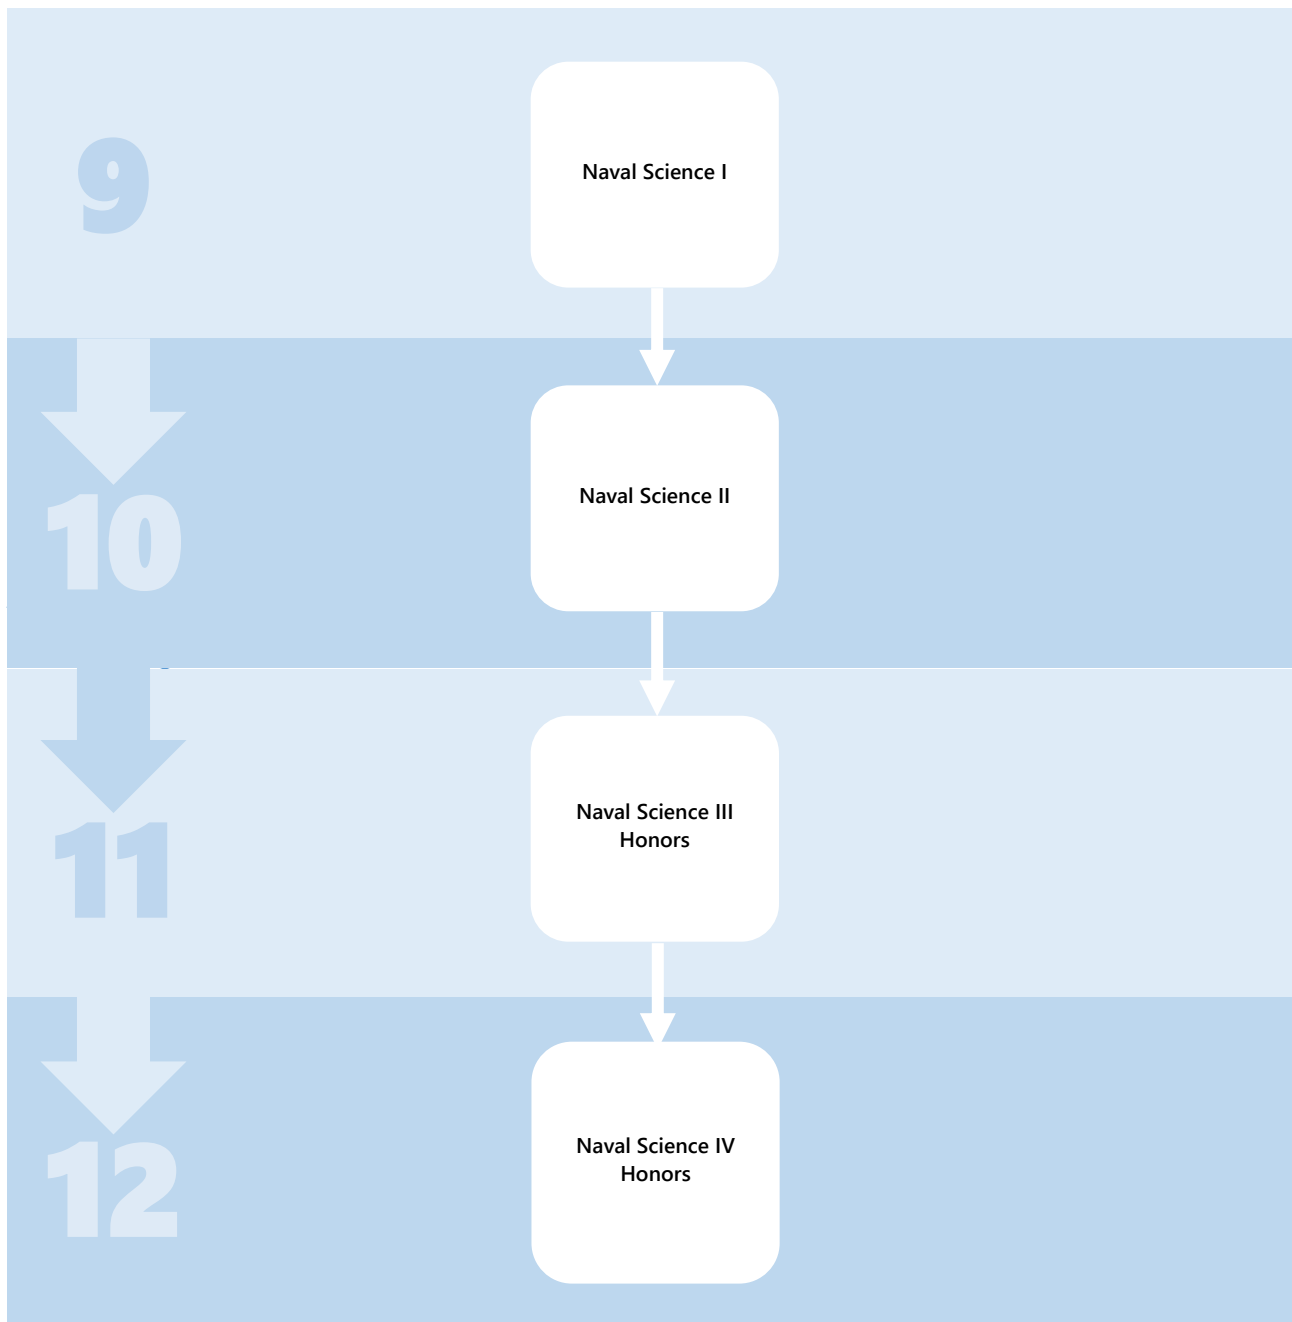 9
Naval Science I
10
Naval Science II
11
Naval Science III
Honors
12
Naval Science IV
Honors